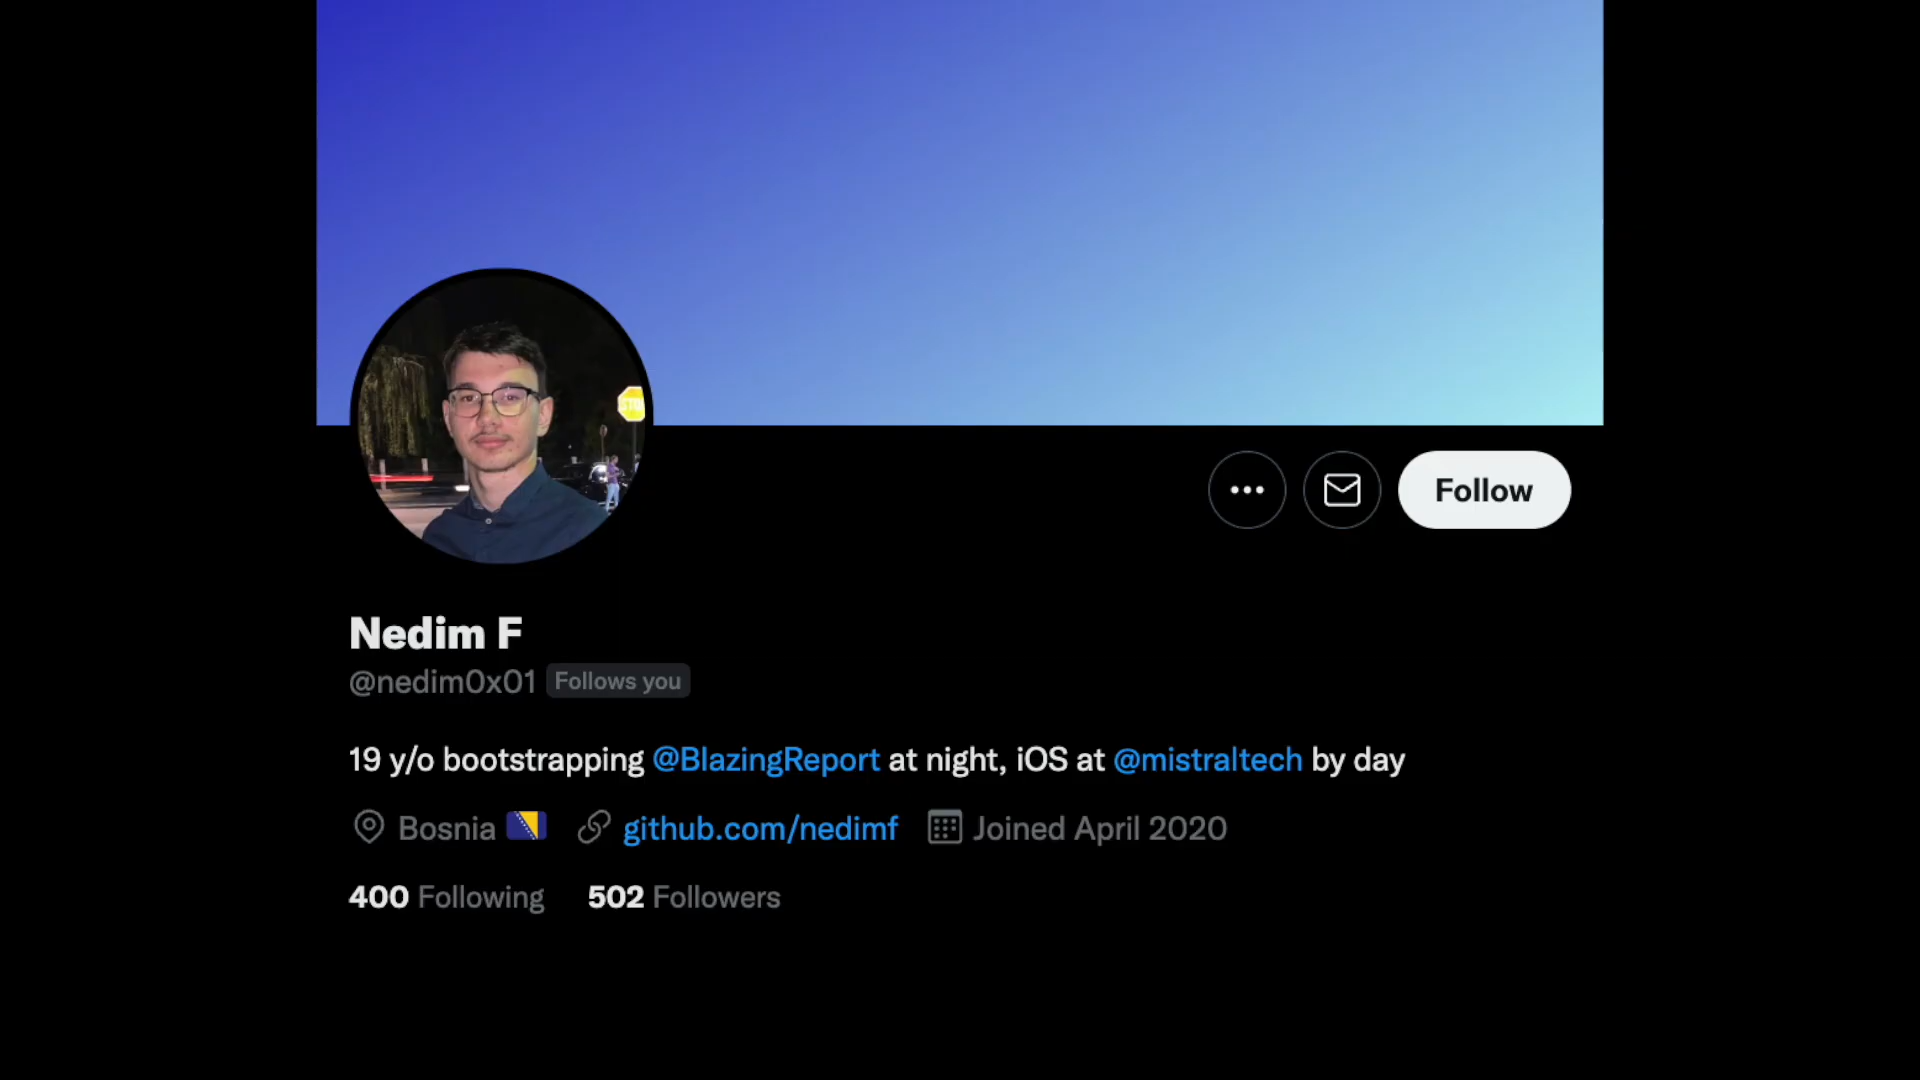 STOP
Follow
Nedim F
@nedim0x01 Follows you
19 y/o bootstrapping @BlazingReport at night, iOS at @mistraltech by day
Bosnia github.com/nedimf Joined April 2020
400 Following 502 Followers